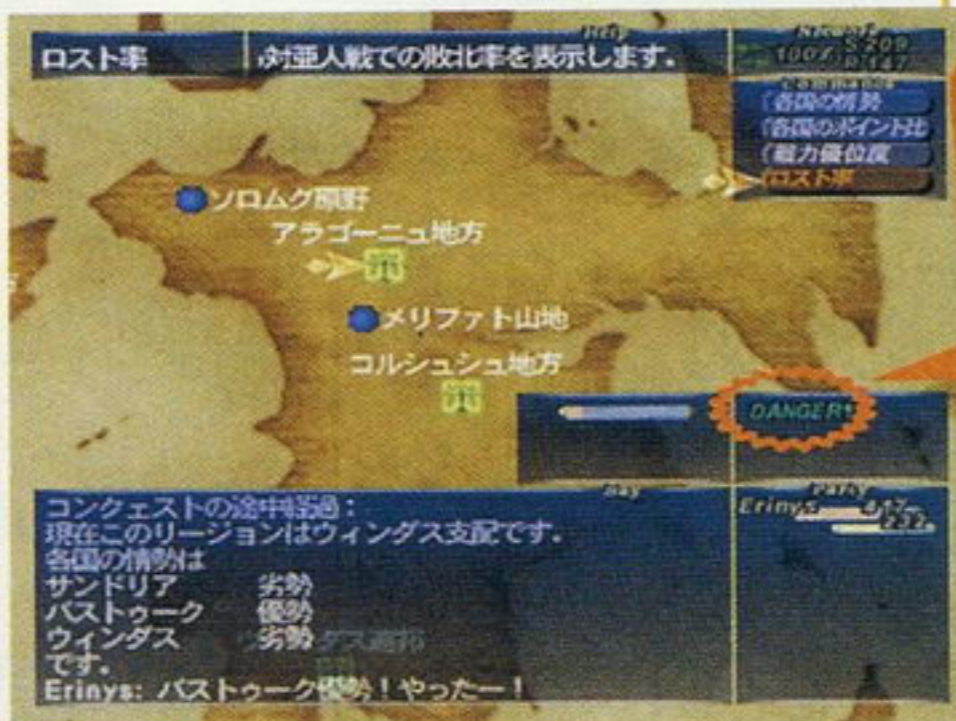 ロスト率
対亜人戦での敗北率を表示します。
100%
S:209
R:147
Commands
各国の情勢
各国のポイント比
戦力優位度
ロスト率
ソロムグ原野
アラゴーニュ地方
メリファト山地
コルシュシュ地方
DANGER!
コンクェストの途中経過:
現在このリージョンはウィンダス支配です。
各国の情勢は
サンドリア 劣勢
バストゥーク 優勢
ウィンダス 劣勢
です。
Erinys: バストゥーク優勢!やったー!
Party
Erinys